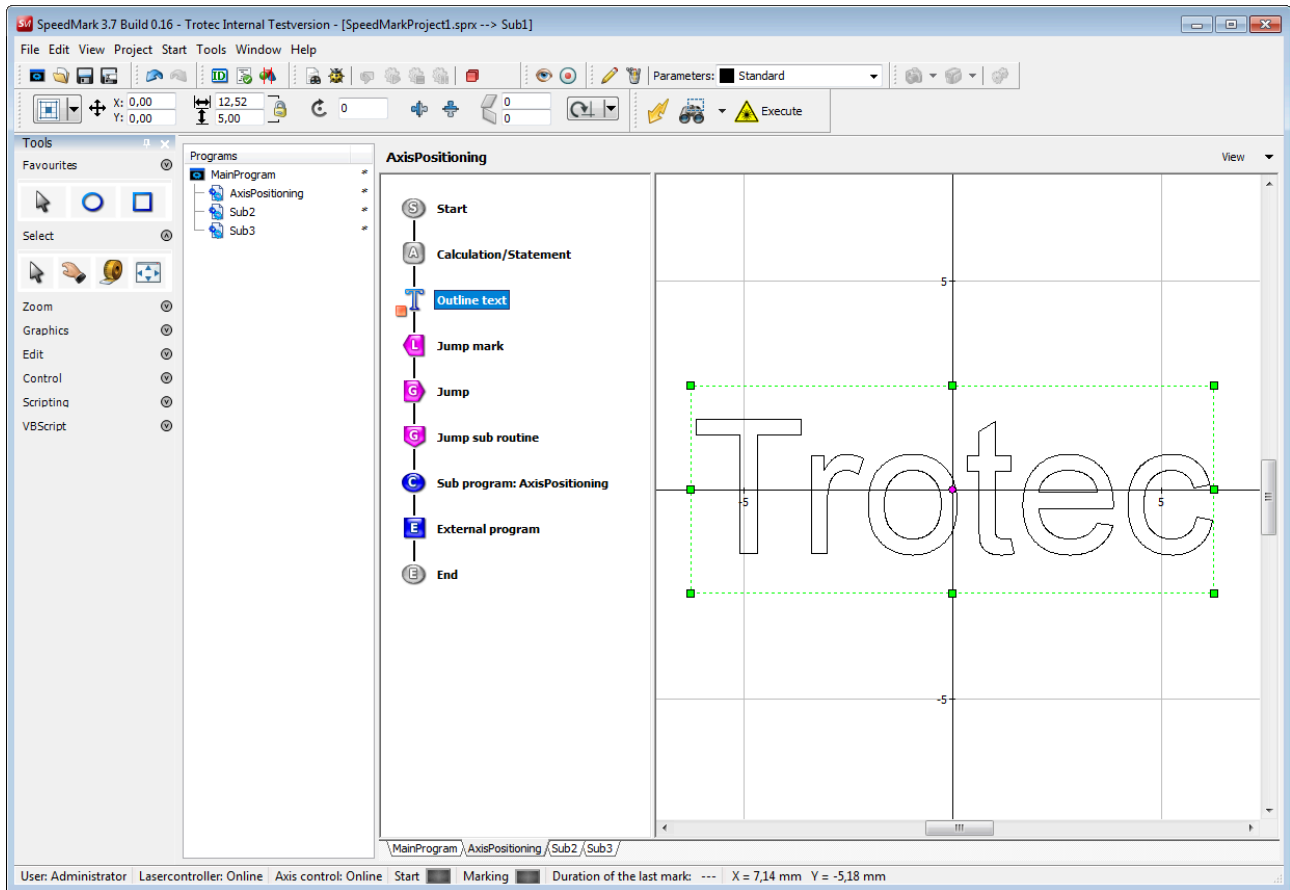 SM SpeedMark 3.7 Build 0.16 - Trotec Internal Testversion - [SpeedMarkProject1.sprx --> Sub1]
File Edit View Project Start Tools Window Help
ID Parameters: Standard
X: 0,00
Y: 0,00
12,52
5,00
0
0
0
Execute
Tools
Favourites
Select
Zoom
Graphics
Edit
Control
Scripting
VBScript
Programs
MainProgram *
AxisPositioning *
Sub2 *
Sub3 *
AxisPositioning
View
S Start
A Calculation/Statement
T Outline text
L Jump mark
G Jump
G Jump sub routine
C Sub program: AxisPositioning
E External program
E End
5
Trotec
-5
5
-5
MainProgram AxisPositioning Sub2 Sub3
User: Administrator Lasercontroller: Online Axis control: Online Start Marking Duration of the last mark: --- X = 7,14 mm Y = -5,18 mm